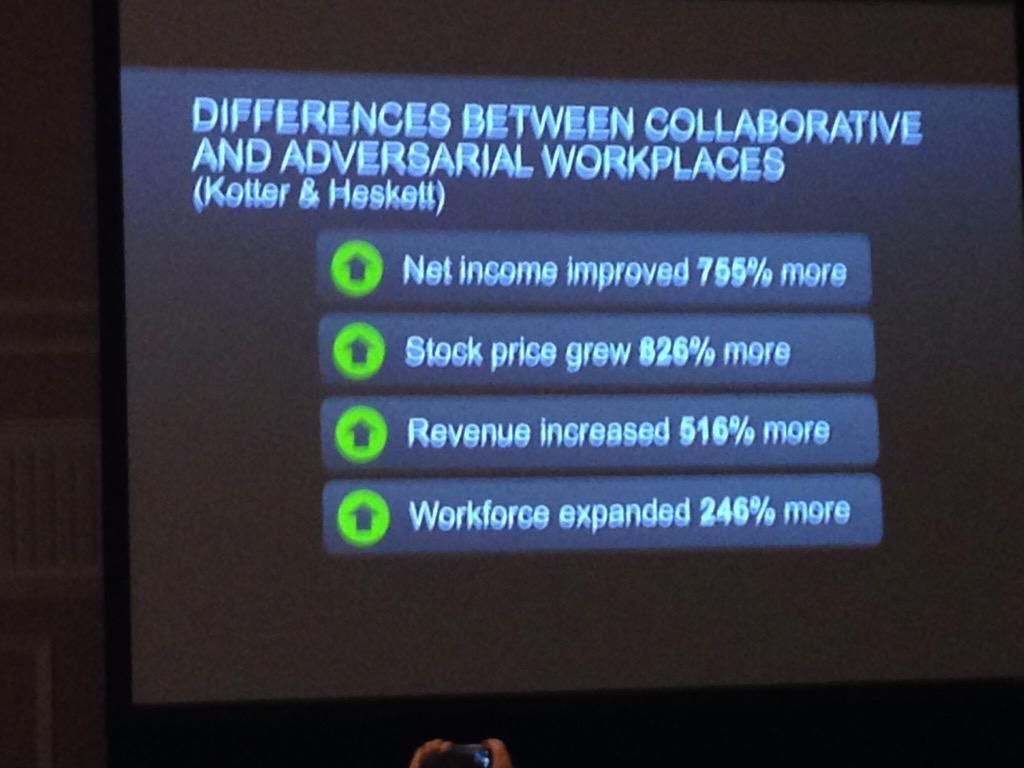 DIFFERENCES BETWEEN COLLABORATIVE
AND ADVERSARIAL WORKPLACES
(Kotter & Heskett)
Net income improved 755% more
Stock price grew 826% more
Revenue increased 516% more
Workforce expanded 246% more